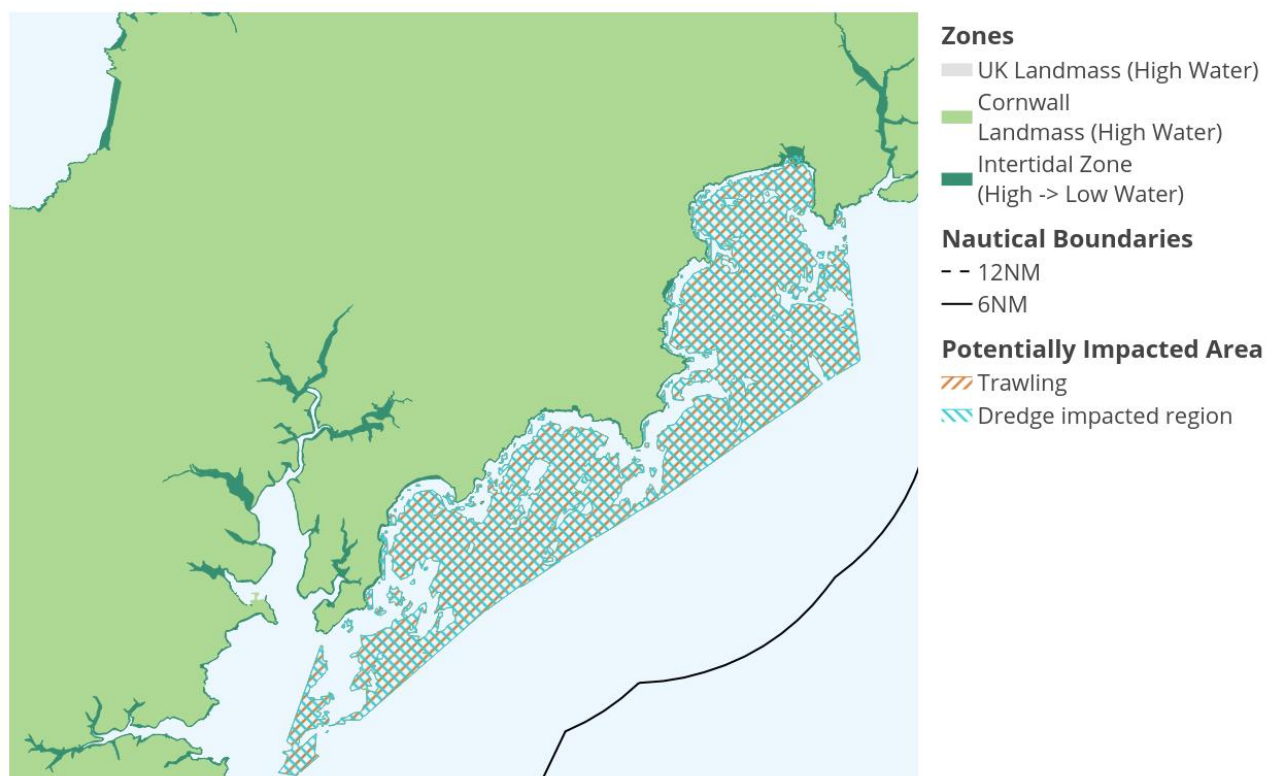 Zones
UK Landmass (High Water)
Cornwall
Landmass (High Water)
Intertidal Zone
(High -> Low Water)
Nautical Boundaries
12NM
6NM
Potentially Impacted Area
Trawling
Dredge impacted region